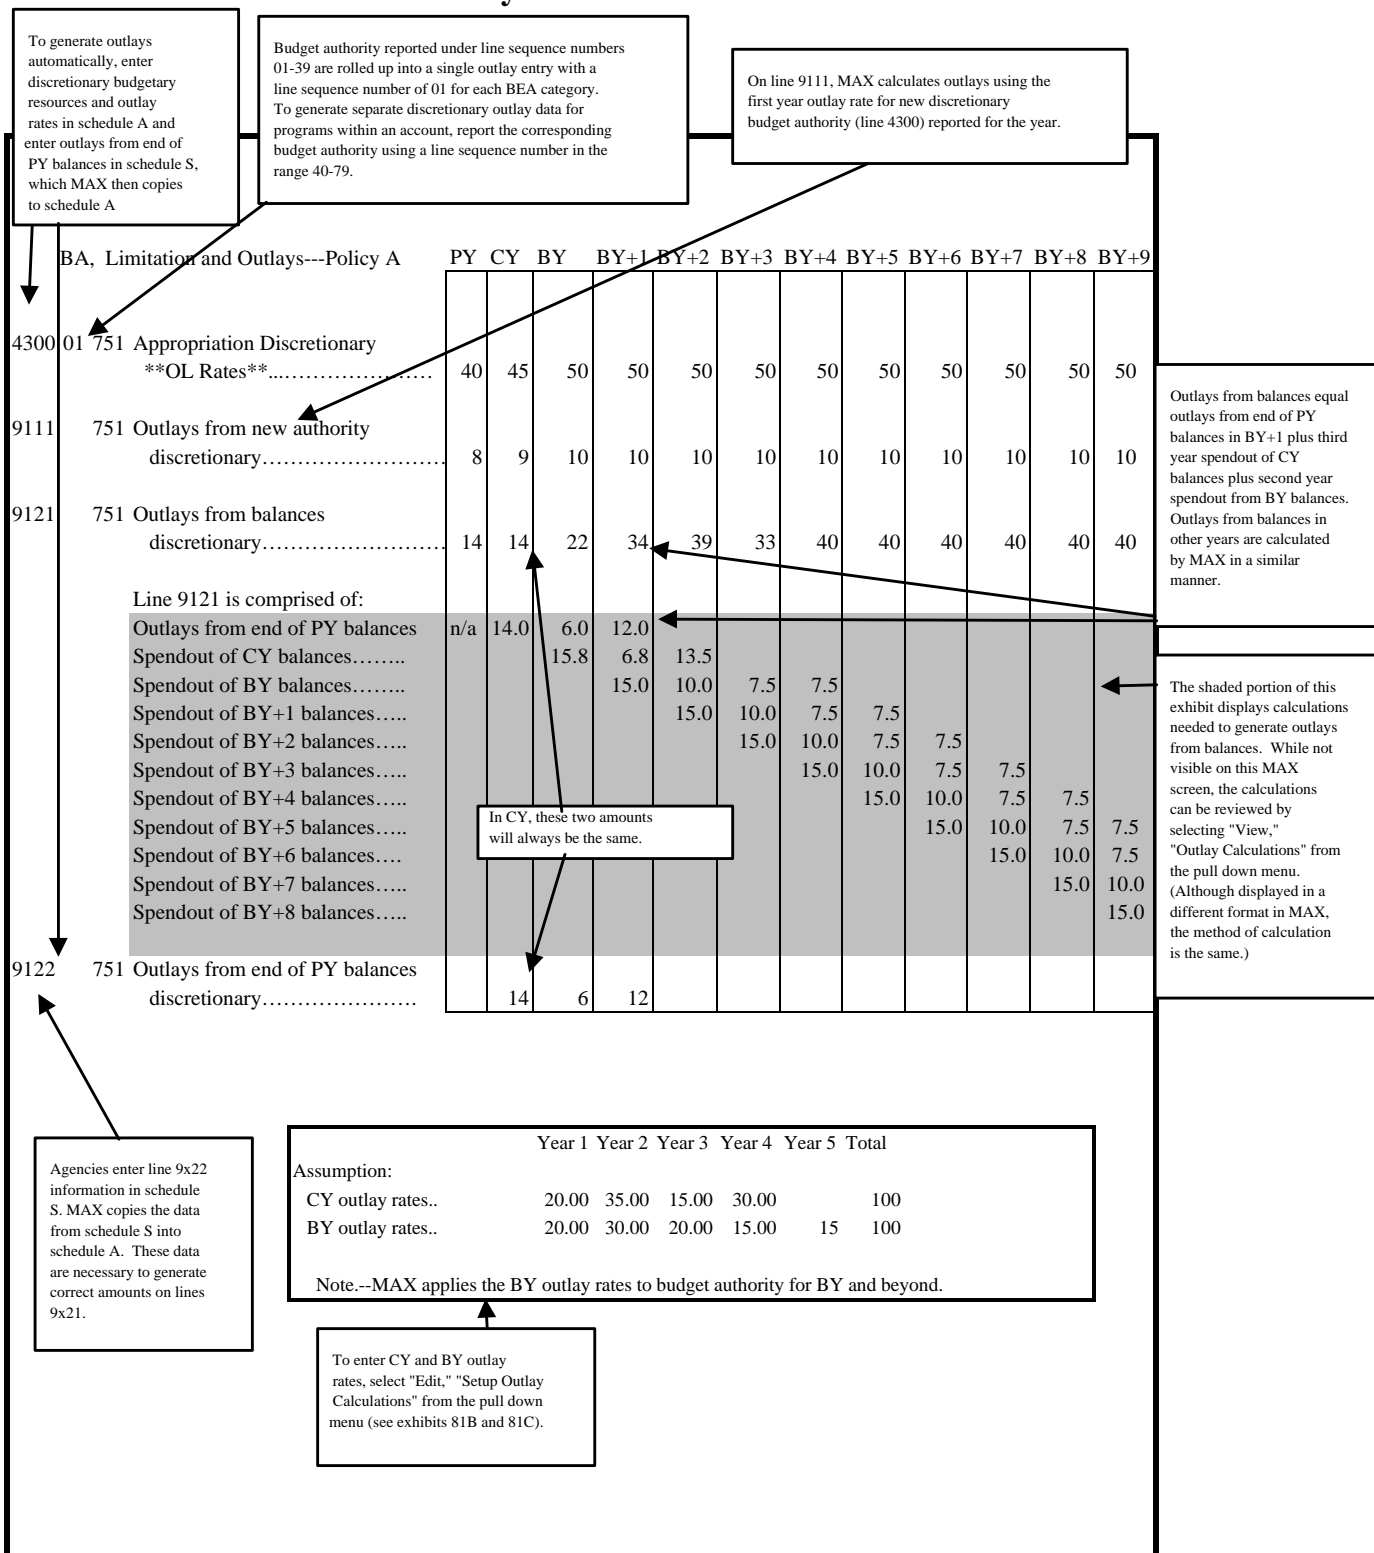 To generate outlays
automatically, enter
discretionary budgetary
resources and outlay
rates in schedule A and
enter outlays from end of
PY balances in schedule S,
which MAX then copies
to schedule A
Budget authority reported under line sequence numbers
01-39 are rolled up into a single outlay entry with a
line sequence number of 01 for each BEA category.
To generate separate discretionary outlay data for
programs within an account, report the corresponding
budget authority using a line sequence number in the
range 40-79.
On line 9111, MAX calculates outlays using the
first year outlay rate for new discretionary
budget authority (line 4300) reported for the year.
BA, Limitation and Outlays---Policy A PY CY BY BY+1 BY+2 BY+3 BY+4 BY+5 BY+6 BY+7 BY+8 BY+9
4300 01 751 Appropriation Discretionary
**OL Rates**...………………… 40 45 50 50 50 50 50 50 50 50 50 50
9111 751 Outlays from new authority
discretionary…………………… 8 9 10 10 10 10 10 10 10 10 10 10
9121 751 Outlays from balances
discretionary…………………… 14 14 22 34 39 33 40 40 40 40 40 40
Line 9121 is comprised of:
Outlays from end of PY balances n/a 14.0 6.0 12.0
Spendout of CY balances…….. 15.8 6.8 13.5
Spendout of BY balances…….. 15.0 10.0 7.5 7.5
Spendout of BY+1 balances….. 15.0 10.0 7.5 7.5
Spendout of BY+2 balances….. 15.0 10.0 7.5 7.5
Spendout of BY+3 balances….. 15.0 10.0 7.5 7.5
Spendout of BY+4 balances….. 15.0 10.0 7.5 7.5
Spendout of BY+5 balances….. 15.0 10.0 7.5 7.5
Spendout of BY+6 balances…. 15.0 10.0 7.5
Spendout of BY+7 balances….. 15.0 10.0
Spendout of BY+8 balances….. 15.0
In CY, these two amounts
will always be the same.
9122 751 Outlays from end of PY balances
discretionary………………… 14 6 12
Outlays from balances equal
outlays from end of PY
balances in BY+1 plus third
year spendout of CY
balances plus second year
spendout from BY balances.
Outlays from balances in
other years are calculated
by MAX in a similar
manner.
The shaded portion of this
exhibit displays calculations
needed to generate outlays
from balances. While not
visible on this MAX
screen, the calculations
can be reviewed by
selecting "View,"
"Outlay Calculations" from
the pull down menu.
(Although displayed in a
different format in MAX,
the method of calculation
is the same.)
Agencies enter line 9x22
information in schedule
S. MAX copies the data
from schedule S into
schedule A. These data
are necessary to generate
correct amounts on lines
9x21.
Year 1 Year 2 Year 3 Year 4 Year 5 Total
Assumption:
CY outlay rates.. 20.00 35.00 15.00 30.00 100
BY outlay rates.. 20.00 30.00 20.00 15.00 15 100
Note.--MAX applies the BY outlay rates to budget authority for BY and beyond.
To enter CY and BY outlay
rates, select "Edit," "Setup Outlay
Calculations" from the pull down
menu (see exhibits 81B and 81C).